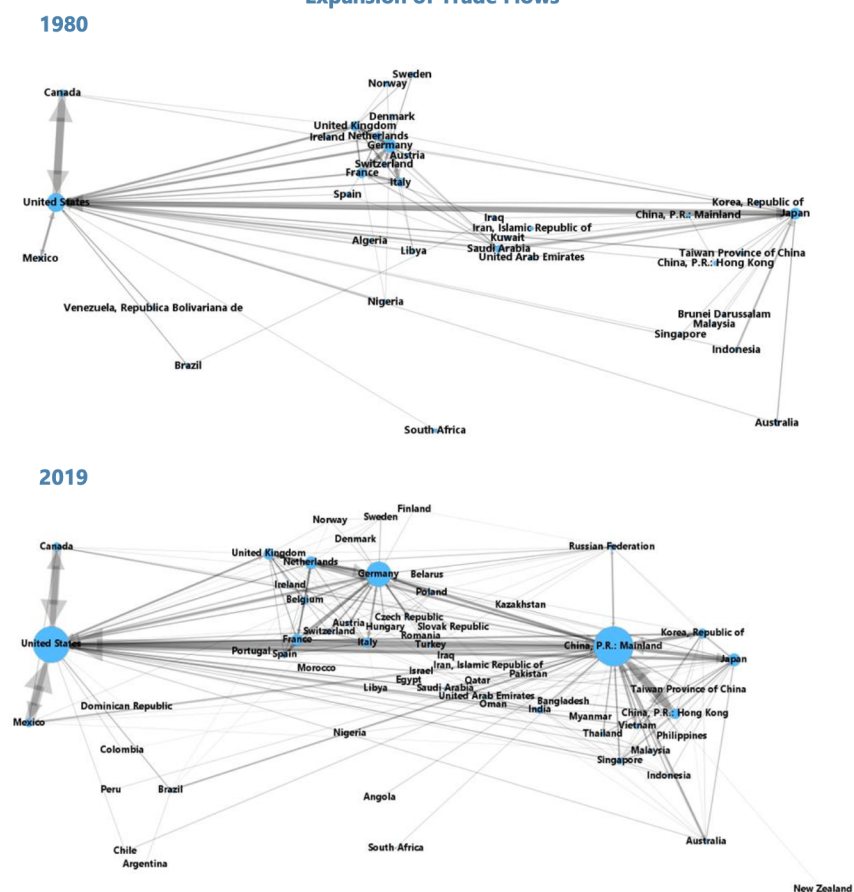 Expansion of Trade Flows
1980
Sweden
Norway
Canada
Denmark
United Kingdom
Ireland Netherlands
Germany
Austria
Switzerland
France
Italy
Spain
United States
Korea, Republic of
China, P.R.: Mainland
Japan
Iraq
Iran, Islamic Republic of
Kuwait
Algeria
Saudi Arabia
Libya
United Arab Emirates
Taiwan Province of China
China, P.R.: Hong Kong
Mexico
Nigeria
Venezuela, Republica Bolivariana de
Brunei Darussalam
Malaysia
Singapore
Indonesia
Brazil
Australia
South Africa
2019
Finland
Sweden
Norway
Denmark
Canada
United Kingdom
Russian Federation
Netherlands
Germany
Belarus
Ireland
Poland
Belgium
Kazakhstan
Czech Republic
Austria
Hungary
Slovak Republic
Switzerland
Romania
Korea, Republic of
France
Italy
Turkey
United States
China, P.R.: Mainland
Portugal
Spain
Iraq
Japan
Morocco
Iran, Islamic Republic of
Israel
Pakistan
Egypt
Qatar
Libya
Saudi Arabia
Taiwan Province of China
United Arab Emirates
Oman
Bangladesh
Dominican Republic
India
China, P.R.: Hong Kong
Myanmar
Mexico
Vietnam
Nigeria
Thailand
Philippines
Colombia
Malaysia
Singapore
Indonesia
Peru
Brazil
Angola
Australia
South Africa
Chile
Argentina
New Zealand